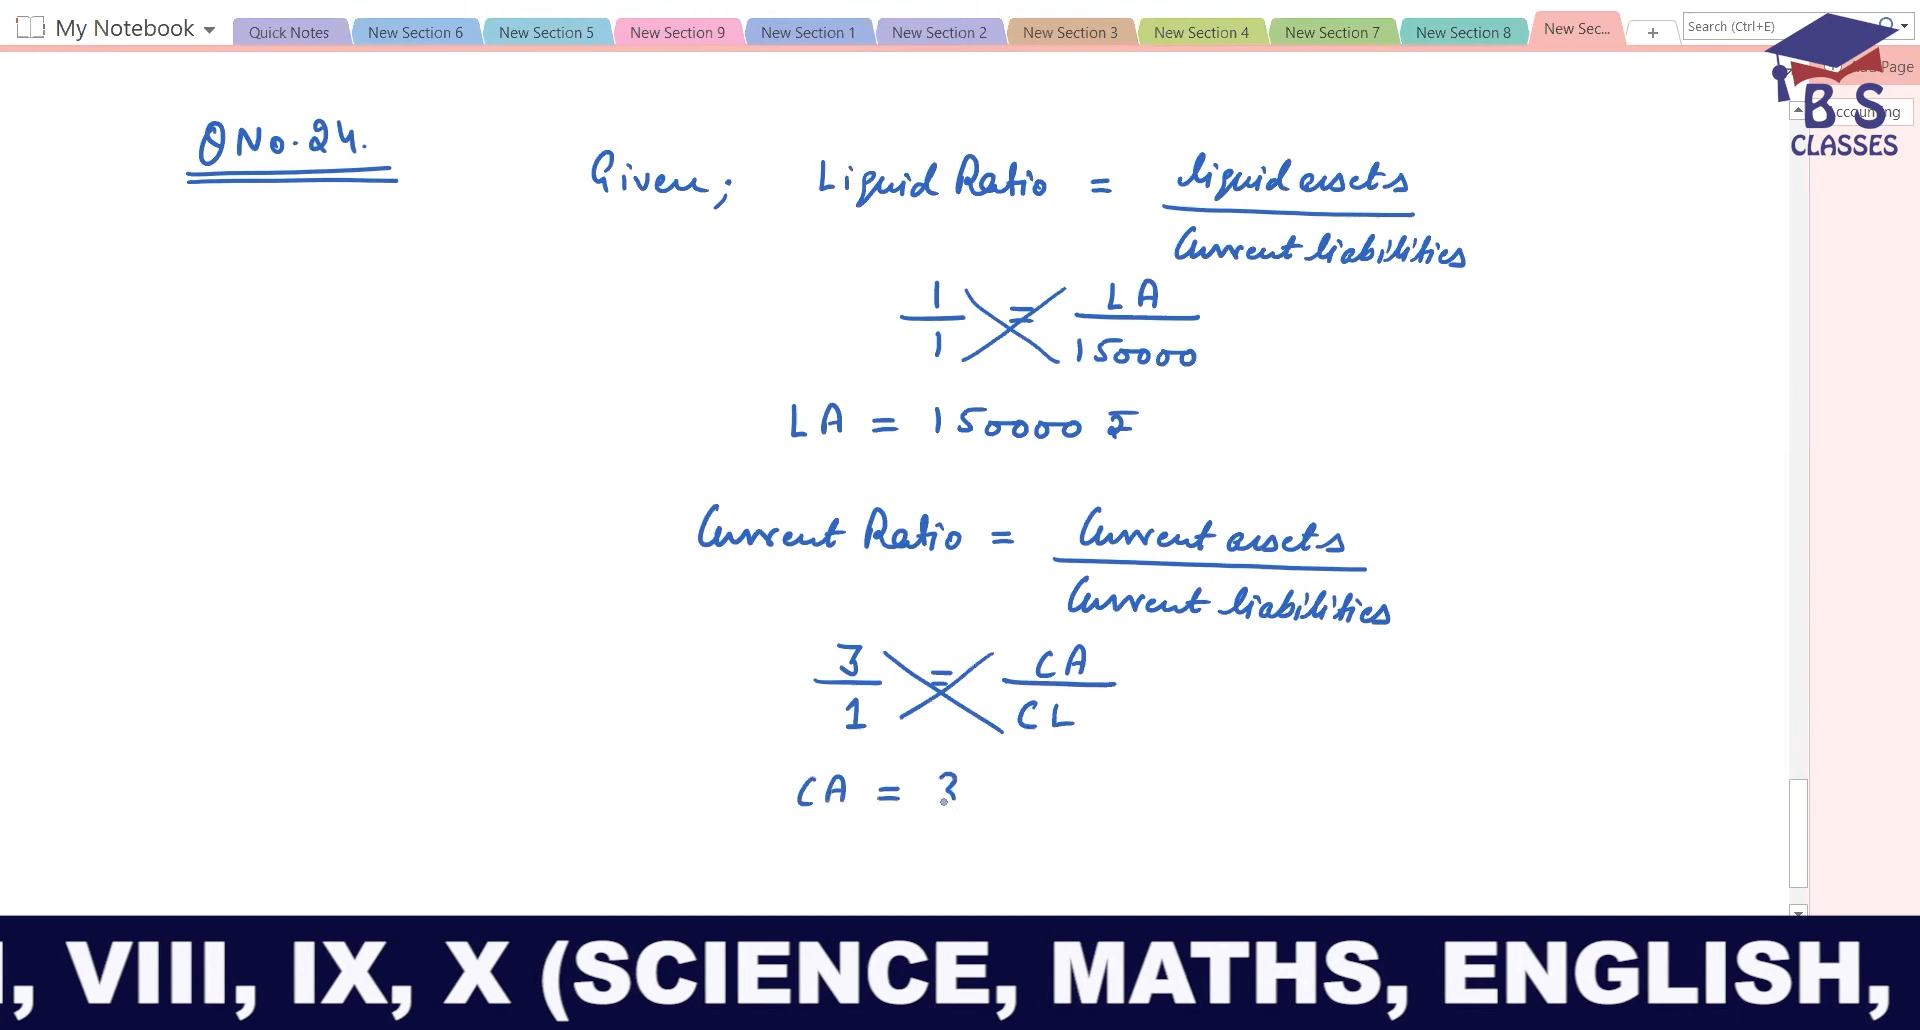 My Notebook
Quick Notes
New Section 6
New Section 5
New Section 9
New Section 1
New Section 2
New Section 3
New Section 4
New Section 7
New Section 8
New Sec...
+
Search (Ctrl+E)
Page
B S
CLASSES
Q No. 24.
Given; Liquid Ratio = liquid assets
Current liabilities
1 = LA
1 150000
LA = 150000 ₹
Current Ratio = Current assets
Current liabilities
3 = CA
1 CL
CA = 3
, VIII, IX, X (SCIENCE, MATHS, ENGLISH,